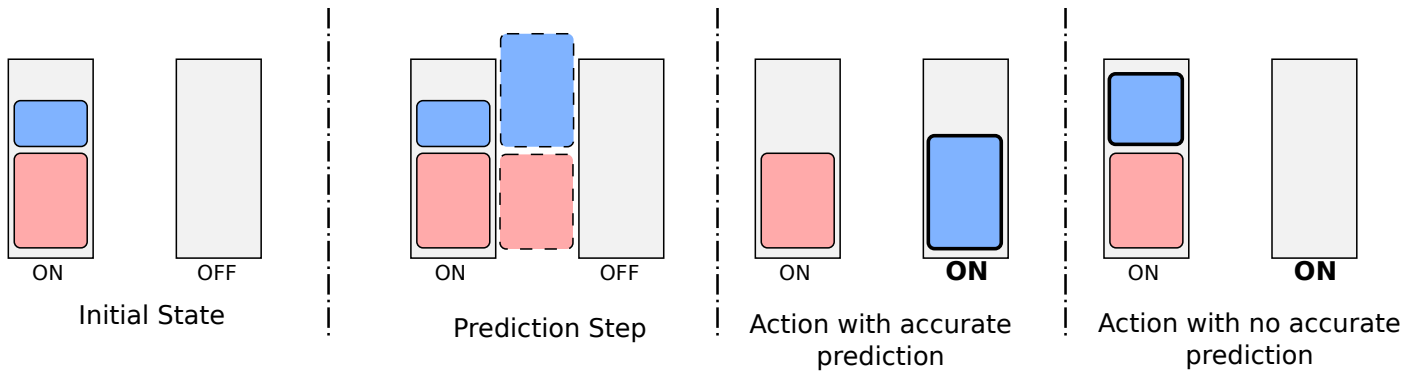 ON
OFF
Initial State
ON
OFF
Prediction Step
ON
ON
Action with accurate
prediction
ON
ON
Action with no accurate
prediction